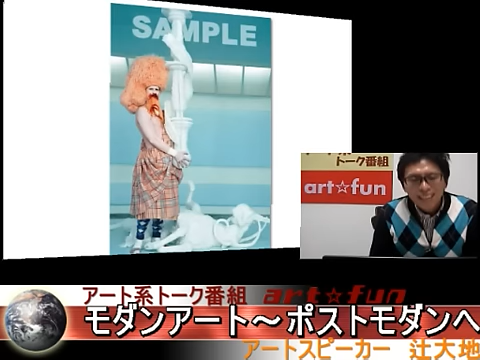 SAMPLE
トーク番組
art☆fun
アート系トーク番組 art☆fun
モダンアート～ポストモダンへ
アートスピーカー 辻大地